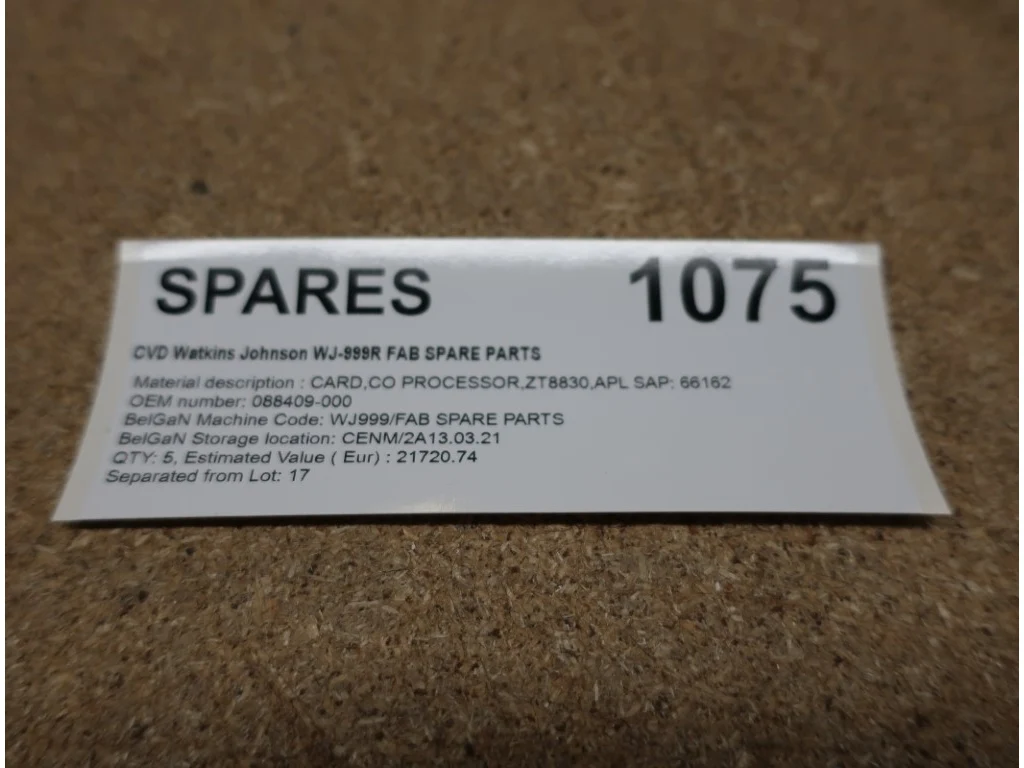 SPARES 1075
CVD Watkins Johnson WJ-999R FAB SPARE PARTS
Material description : CARD,CO PROCESSOR,ZT8830,APL SAP: 66162
OEM number: 088409-000
BelGaN Machine Code: WJ999/FAB SPARE PARTS
BelGaN Storage location: CENM/2A13.03.21
QTY: 5, Estimated Value ( Eur) : 21720.74
Separated from Lot: 17